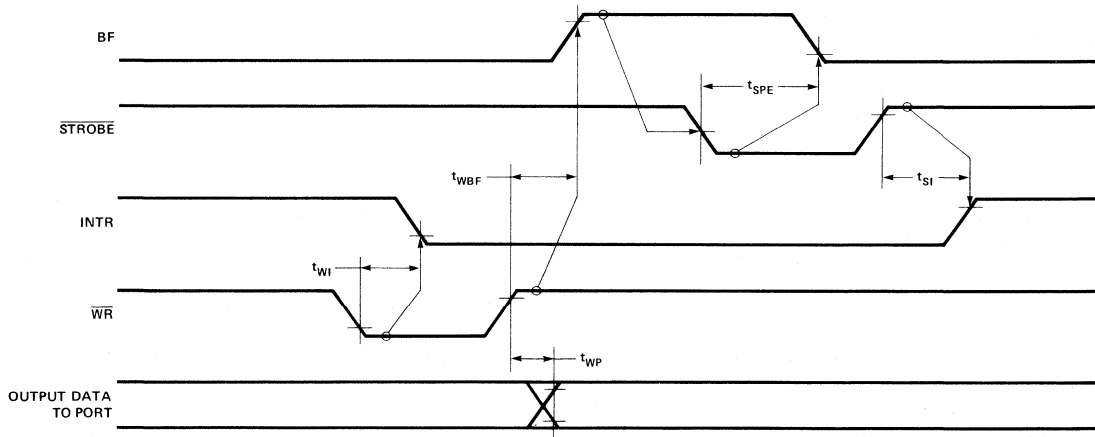 BF
tSPE
STROBE
tWBF
tSI
INTR
tWI
WR
tWP
OUTPUT DATA
TO PORT